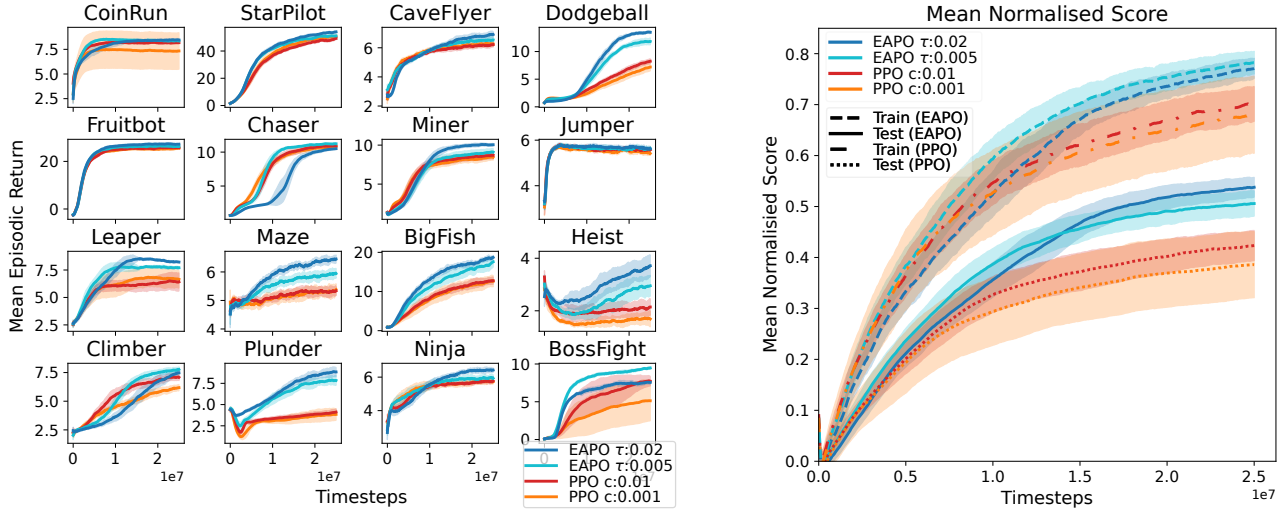 CoinRun StarPilot CaveFlyer Dodgeball
7.5 5.0 2.5
40 20 0
6 4 2
10 5 0
Fruitbot Chaser Miner Jumper
20 0
10 5
10 5
6 4
Leaper Maze BigFish Heist
7.5 5.0 2.5
6 5 4
20 10 0
4 2
Climber Plunder Ninja BossFight
7.5 5.0 2.5
7.5 5.0 2.5
6 4
10 5 0
0 1 2 0 1 2 0 1 2 0 1 2
1e7 1e7 1e7 1e7
Mean Episodic Return
Timesteps
EAPO τ:0.02
EAPO τ:0.005
PPO c:0.01
PPO c:0.001
Mean Normalised Score
EAPO τ:0.02
EAPO τ:0.005
PPO c:0.01
PPO c:0.001
Train (EAPO)
Test (EAPO)
Train (PPO)
Test (PPO)
Mean Normalisied Score
0.8
0.7
0.6
0.5
0.4
0.3
0.2
0.1
0.0
0.0 0.5 1.0 1.5 2.0 2.5
1e7
Timesteps